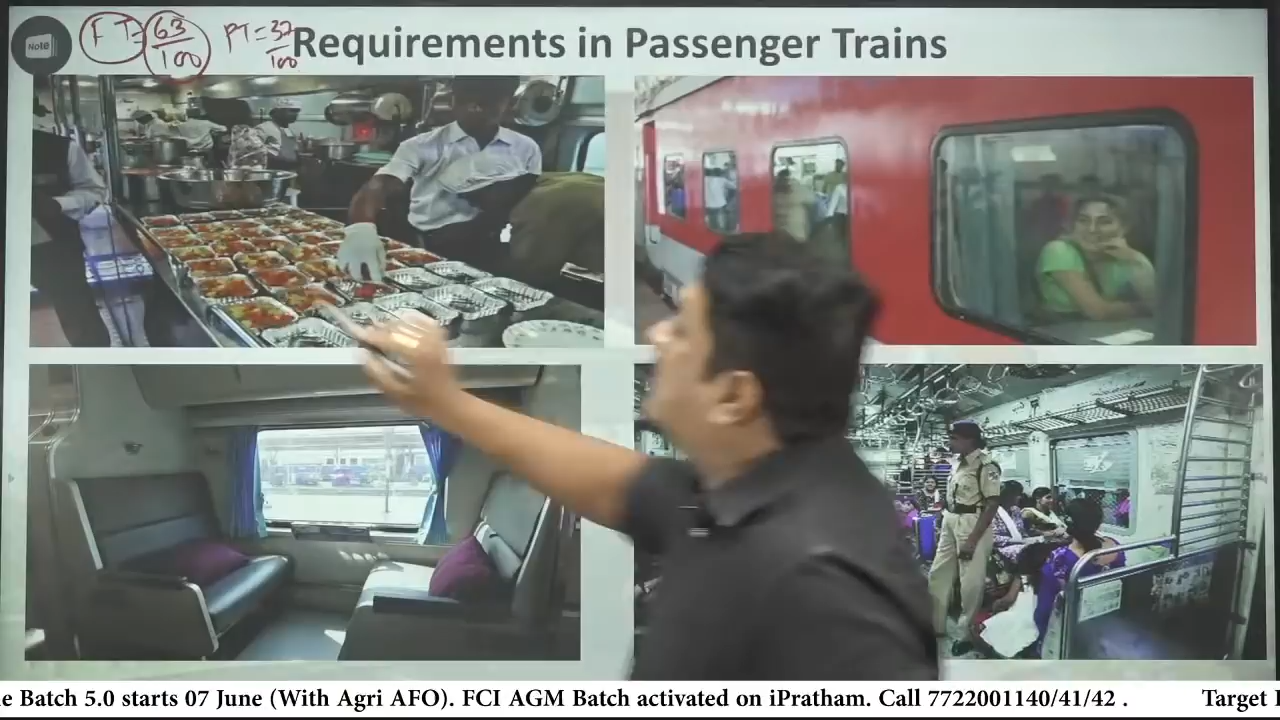 Note
FT=63/100 PT=37/100
Requirements in Passenger Trains
e Batch 5.0 starts 07 June (With Agri AFO). FCI AGM Batch activated on iPratham. Call 7722001140/41/42 . Target